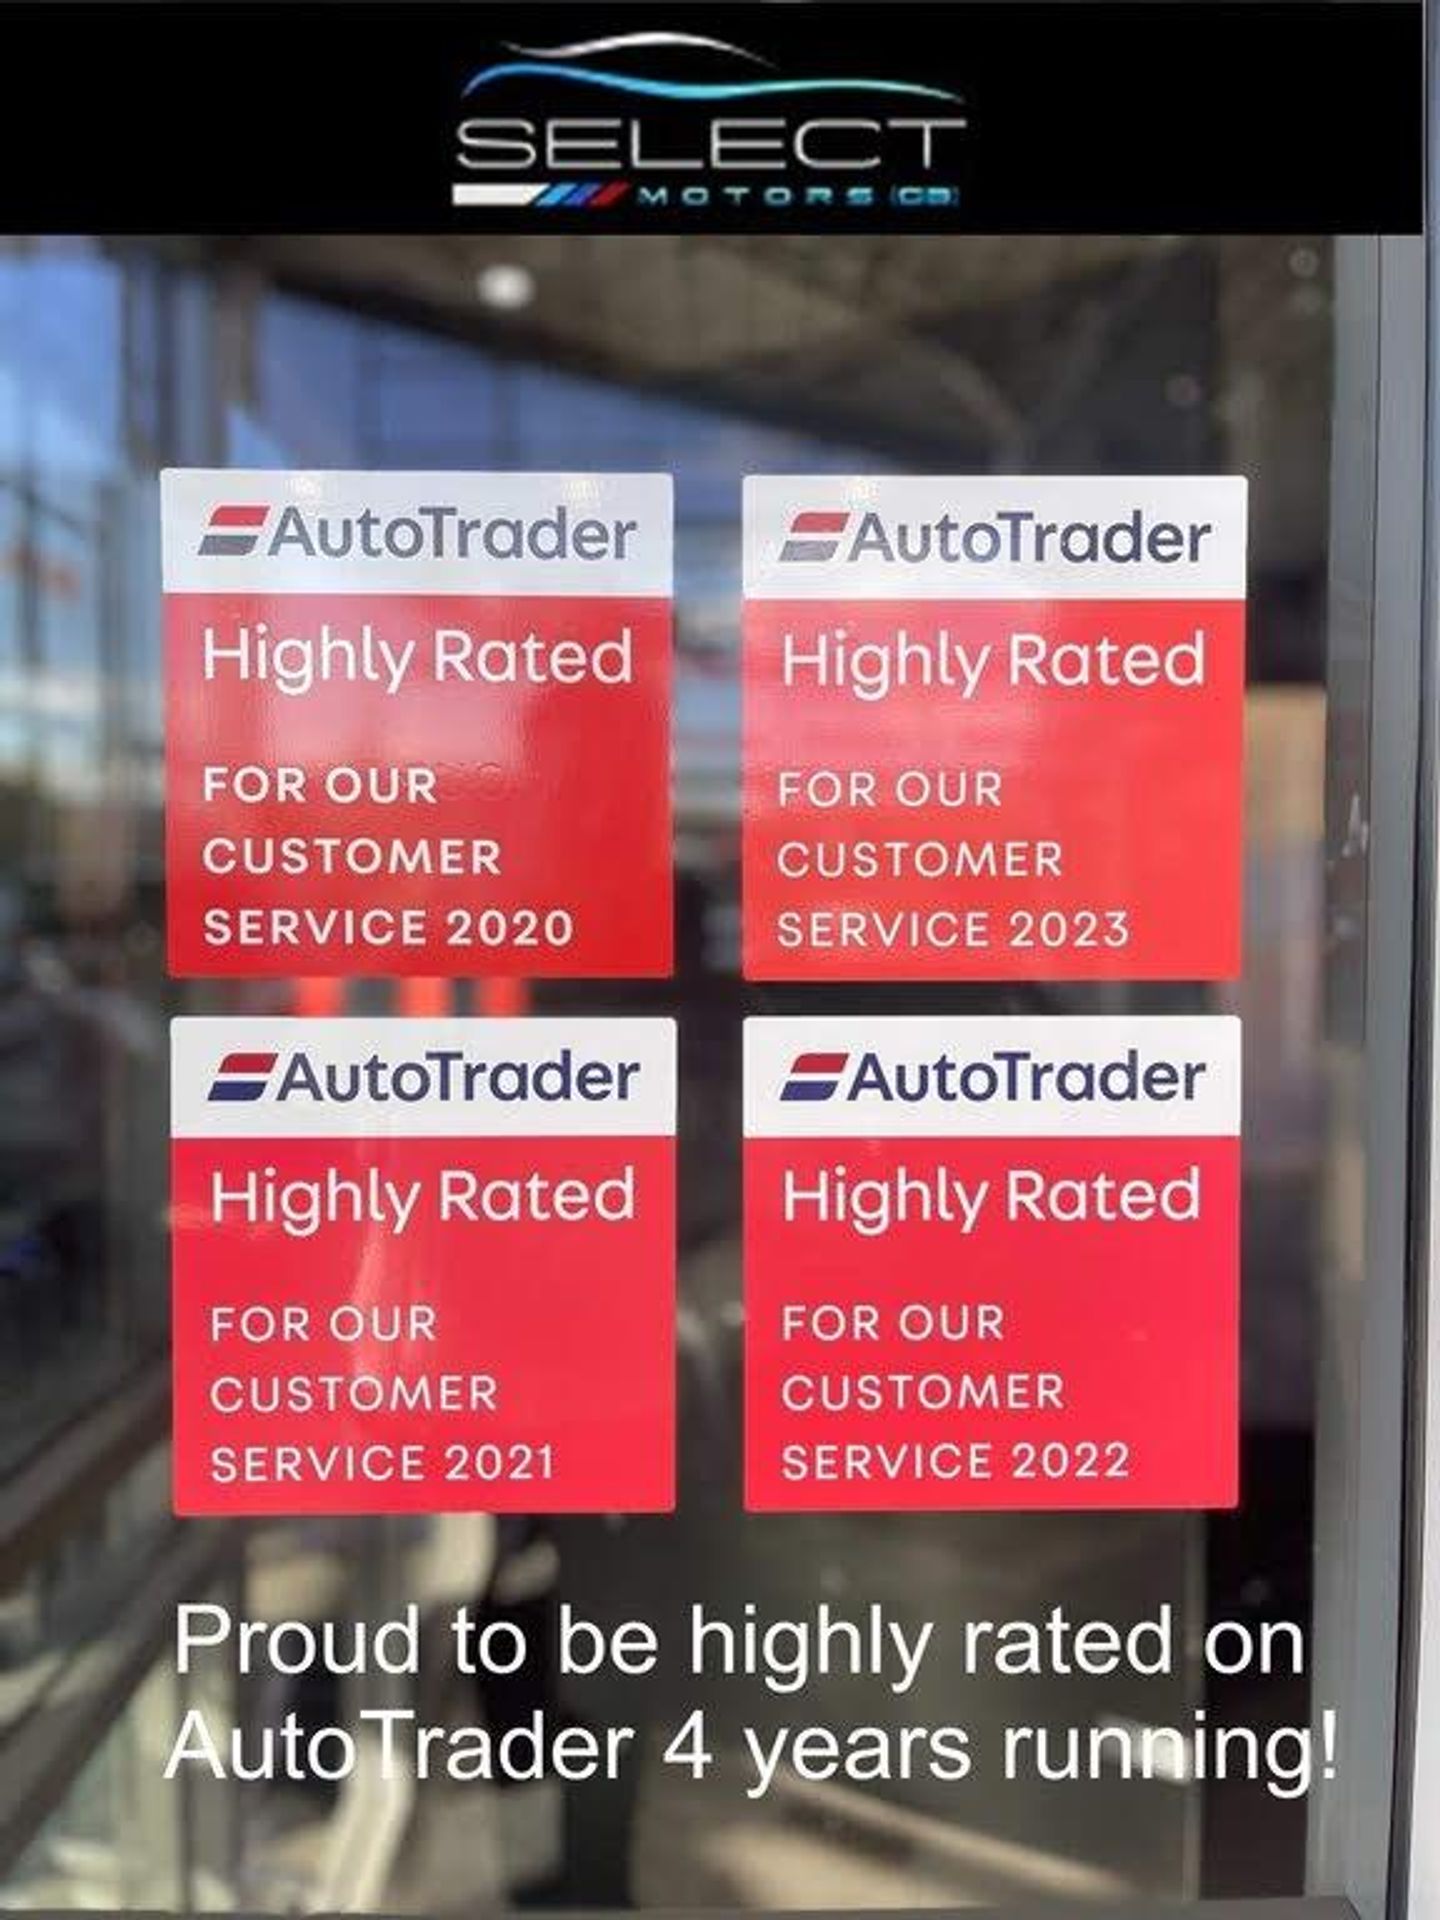 SELECT
MOTORS (GB)
AutoTrader
Highly Rated
FOR OUR
CUSTOMER
SERVICE 2020
AutoTrader
Highly Rated
FOR OUR
CUSTOMER
SERVICE 2023
AutoTrader
Highly Rated
FOR OUR
CUSTOMER
SERVICE 2021
AutoTrader
Highly Rated
FOR OUR
CUSTOMER
SERVICE 2022
Proud to be highly rated on
AutoTrader 4 years running!